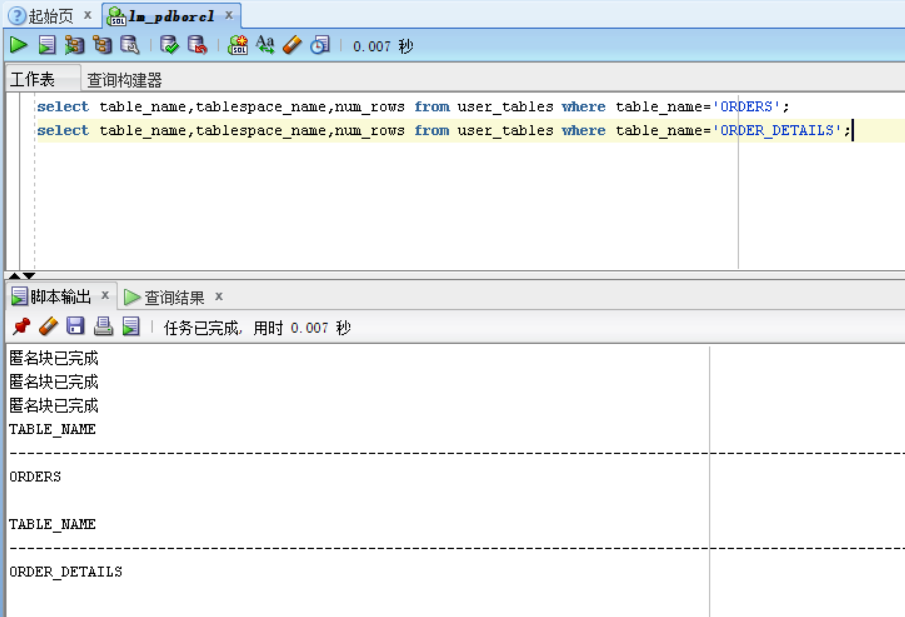 起始页 x lm_pdborcl x
0.007 秒
工作表 查询构建器
select table_name,tablespace_name,num_rows from user_tables where table_name='ORDERS';
select table_name,tablespace_name,num_rows from user_tables where table_name='ORDER_DETAILS';
脚本输出 x 查询结果 x
任务已完成, 用时 0.007 秒
匿名块已完成
匿名块已完成
匿名块已完成
TABLE_NAME
ORDERS
TABLE_NAME
ORDER_DETAILS